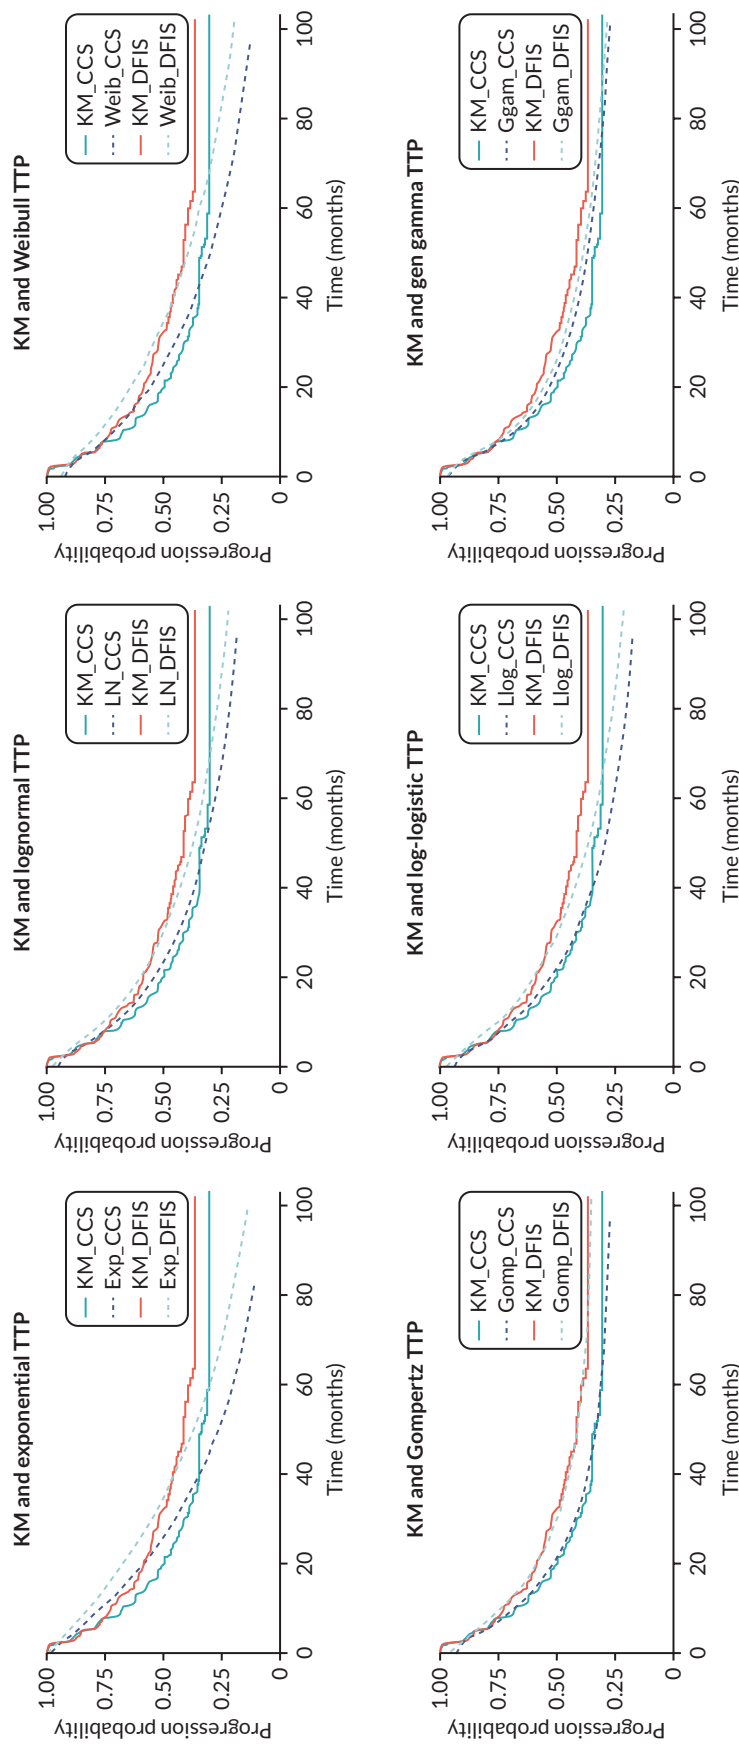 KM and exponential TTP
Progression probability
1.00
0.75
0.50
0.25
0
0
20
40
60
80
100
Time (months)
KM_CCS
Exp_CCS
KM_DFIS
Exp_DFIS
KM and lognormal TTP
Progression probability
1.00
0.75
0.50
0.25
0
0
20
40
60
80
100
Time (months)
KM_CCS
LN_CCS
KM_DFIS
LN_DFIS
KM and Weibull TTP
Progression probability
1.00
0.75
0.50
0.25
0
0
20
40
60
80
100
Time (months)
KM_CCS
Weib_CCS
KM_DFIS
Weib_DFIS
KM and Gompertz TTP
Progression probability
1.00
0.75
0.50
0.25
0
0
20
40
60
80
100
Time (months)
KM_CCS
Gomp_CCS
KM_DFIS
Gomp_DFIS
KM and log-logistic TTP
Progression probability
1.00
0.75
0.50
0.25
0
0
20
40
60
80
100
Time (months)
KM_CCS
Llog_CCS
KM_DFIS
Llog_DFIS
KM and gen gamma TTP
Progression probability
1.00
0.75
0.50
0.25
0
0
20
40
60
80
100
Time (months)
KM_CCS
Ggam_CCS
KM_DFIS
Ggam_DFIS